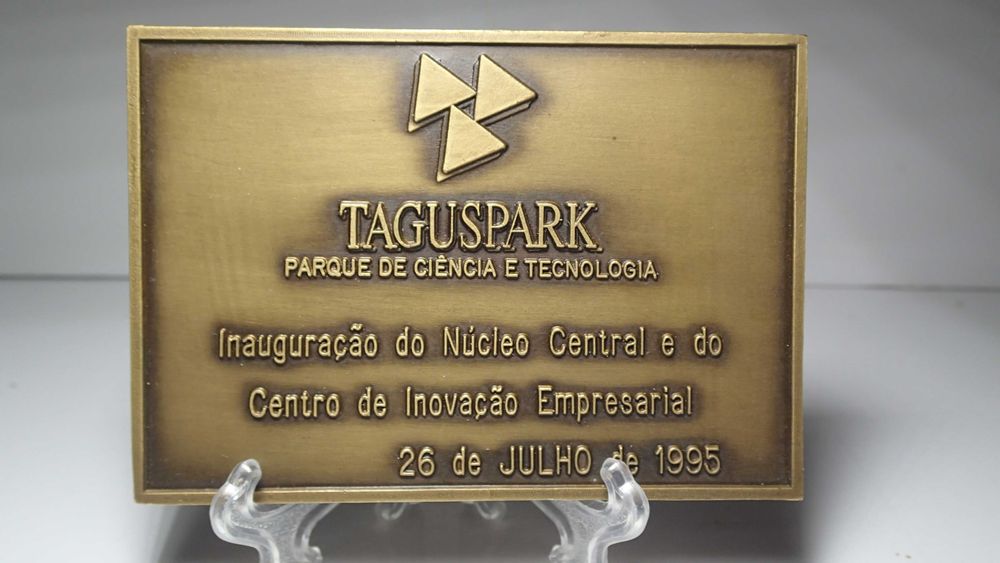 TAGUSPARK
PARQUE DE CIÊNCIA E TECNOLOGIA
Inauguração do Núcleo Central e do
Centro de Inovação Empresarial
26 de JULHO de 1995